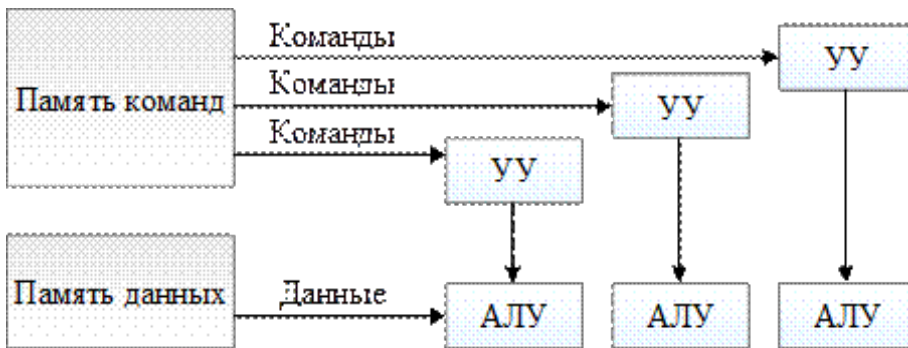 Команды
УУ
Команды
Память команд
УУ
Команды
УУ
Память данных
Данные
АЛУ
АЛУ
АЛУ